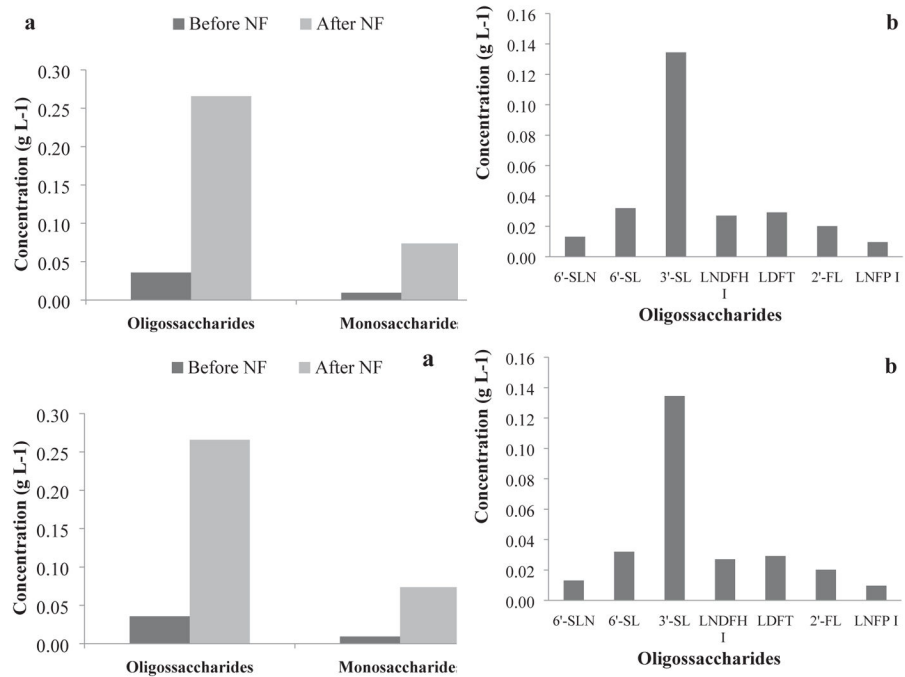 a
Before NF After NF
Concentration (g L-1)
0.30
0.25
0.20
0.15
0.10
0.05
0.00
Oligossaccharides Monosaccharide
b
Concentration (g L-1)
0.16
0.14
0.12
0.10
0.08
0.06
0.04
0.02
0.00
6'-SLN 6'-SL 3'-SL LNDFH LDFT 2'-FL LNFP I
I
Oligossaccharides
Before NF After NF
a
Concentration (g L-1)
0.30
0.25
0.20
0.15
0.10
0.05
0.00
Oligossaccharides Monosaccharide
b
Concentration (g L-1)
0.16
0.14
0.12
0.10
0.08
0.06
0.04
0.02
0.00
6'-SLN 6'-SL 3'-SL LNDFH LDFT 2'-FL LNFP I
I
Oligossaccharides